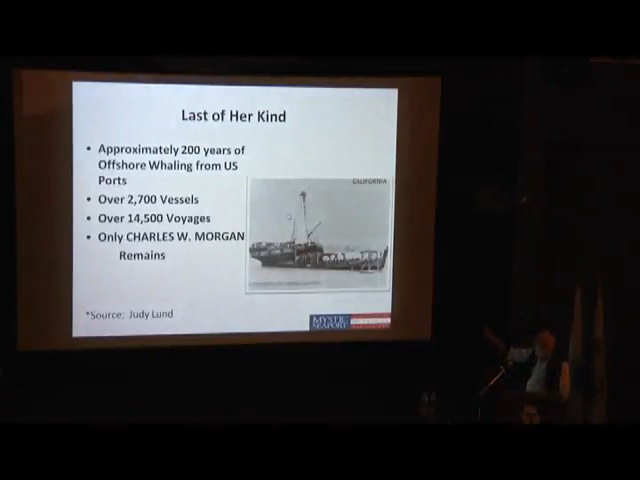 Last of Her Kind
• Approximately 200 years of
Offshore Whaling from US
Ports
• Over 2,700 Vessels
• Over 14,500 Voyages
• Only CHARLES W. MORGAN
Remains
CALIFORNIA
*Source: Judy Lund
MYSTIC
SEAPORT